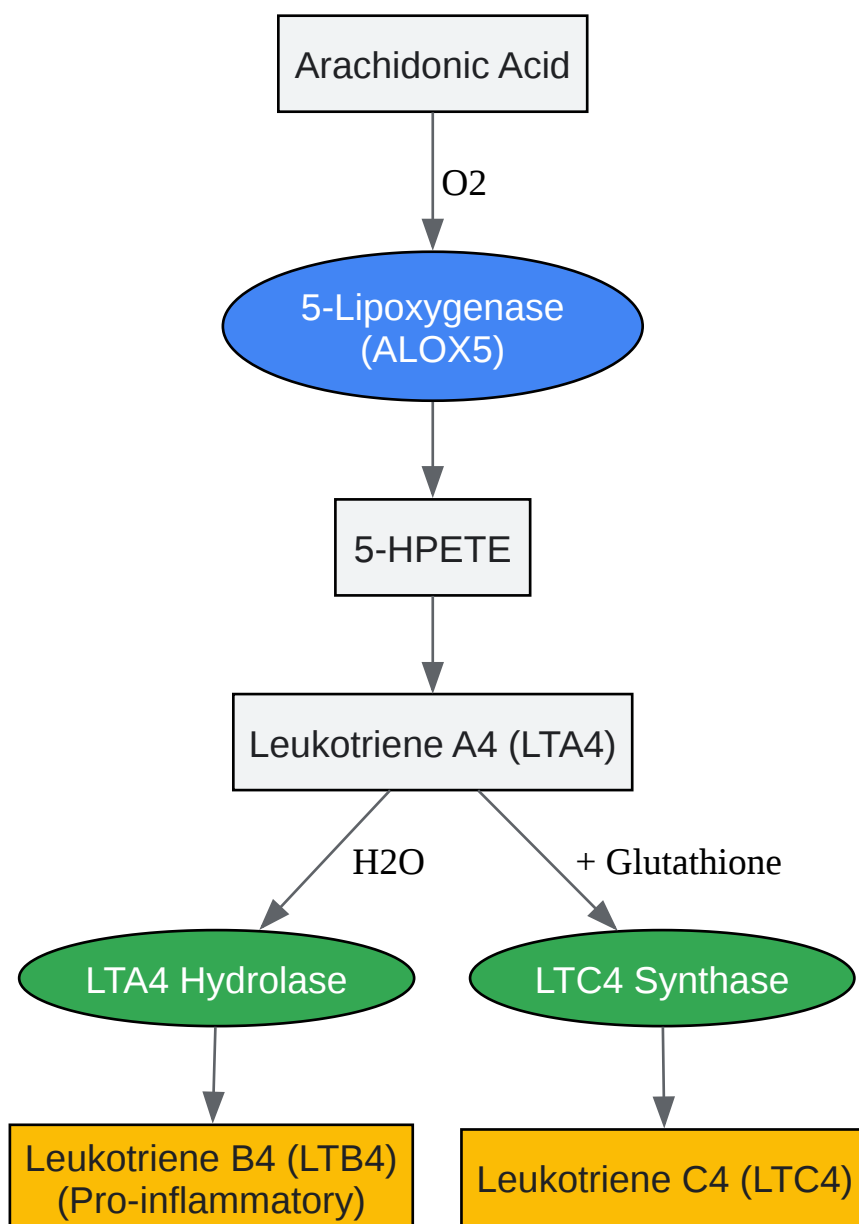 Arachidonic Acid
O2
5-Lipoxygenase
(ALOX5)
5-HPETE
Leukotriene A4 (LTA4)
H2O
+ Glutathione
LTA4 Hydrolase
LTC4 Synthase
Leukotriene B4 (LTB4)
(Pro-inflammatory)
Leukotriene C4 (LTC4)